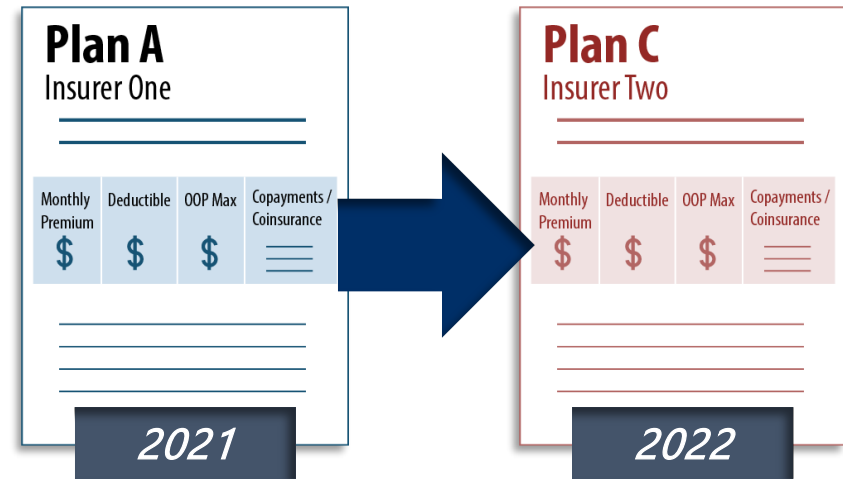 Plan A
Insurer One
Monthly Premium
Deductible
OOP Max
Copayments /
Coinsurance
$
$
$
2021
Plan C
Insurer Two
Monthly Premium
Deductible
OOP Max
Copayments /
Coinsurance
$
$
$
2022